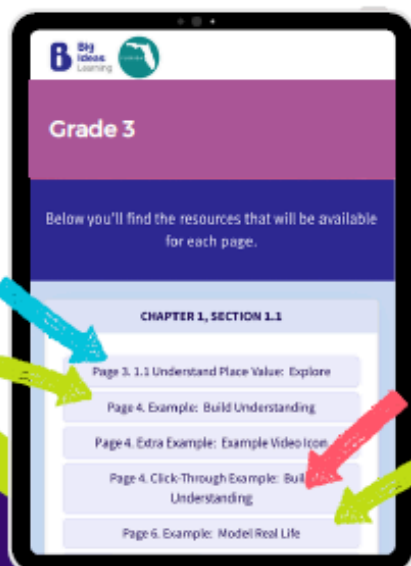 Big
Ideas
Learning
FLORIDA
Grade 3
Below you'll find the resources that will be available
for each page.
CHAPTER 1, SECTION 1.1
Page 3. 1.1 Understand Place Value: Explore
Page 4. Example: Build Understanding
Page 4. Extra Example: Example Video Icon
Page 4. Click-Through Example: Buil
Understanding
Page 6. Example: Model Real Life